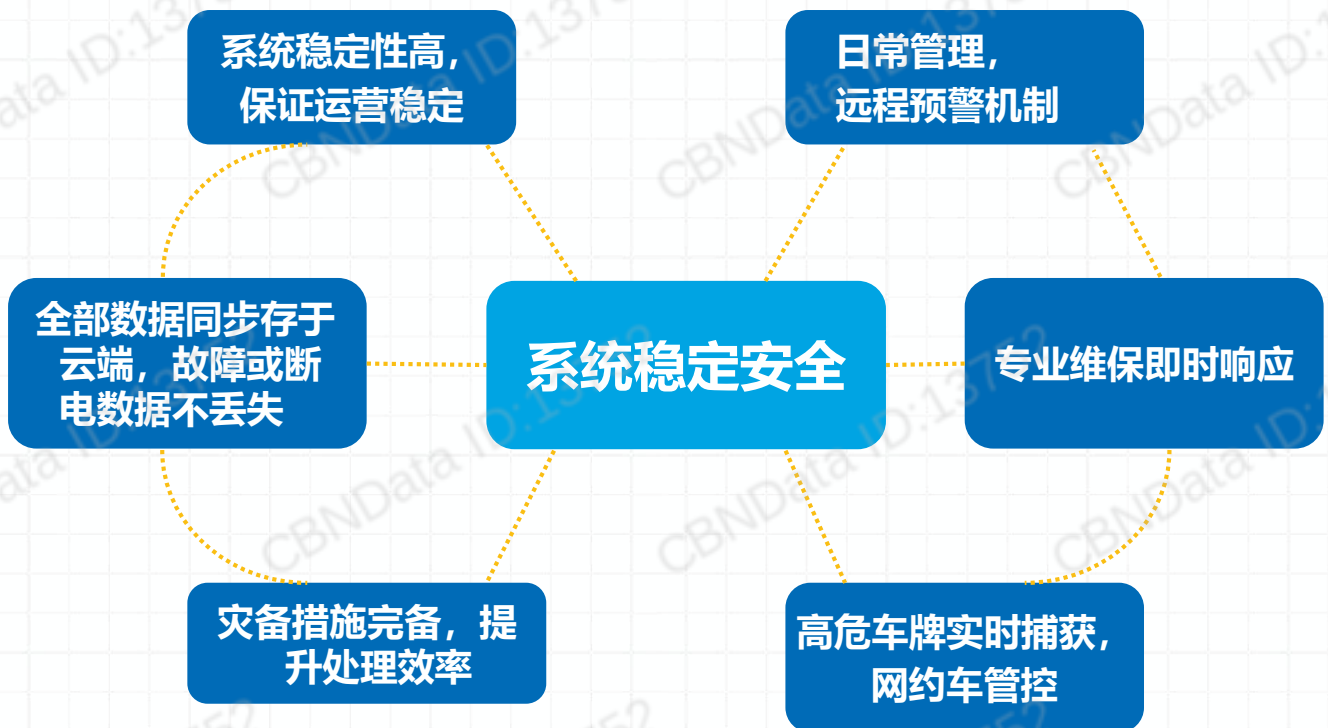 系统稳定性高，
保证运营稳定
日常管理，
远程预警机制
全部数据同步存于
云端，故障或断
电数据不丢失
系统稳定安全
专业维保即时响应
灾备措施完备，提
升处理效率
高危车牌实时捕获，
网约车管控
CBNData ID:13752